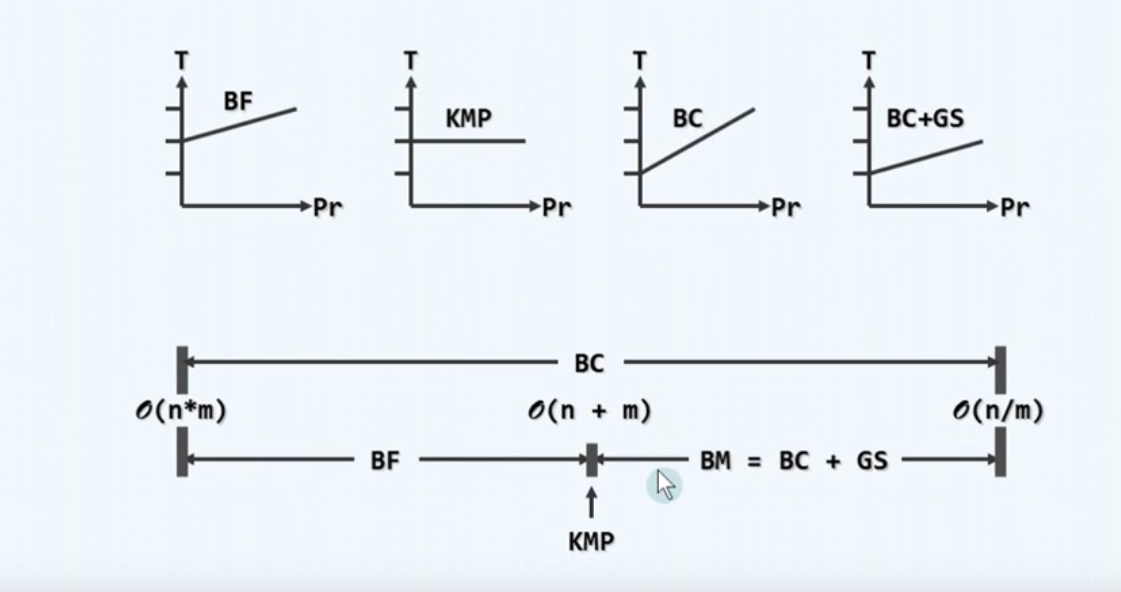 T T T T
BF KMP BC BC+GS
Pr Pr Pr Pr
BC
𝒪(n*m) 𝒪(n + m) 𝒪(n/m)
BF BM = BC + GS
KMP